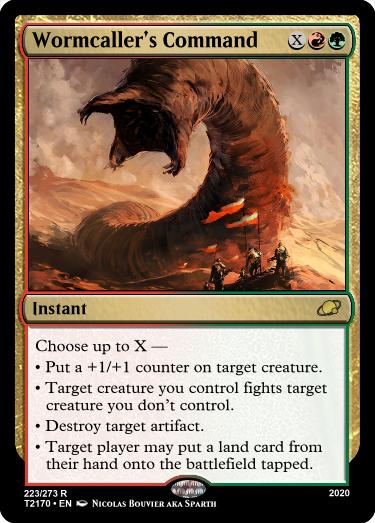 Wormcaller's Command X
Instant
Choose up to X —
• Put a +1/+1 counter on target creature.
• Target creature you control fights target
creature you don't control.
• Destroy target artifact.
• Target player may put a land card from
their hand onto the battlefield tapped.
223/273 R 2020
T2170 • EN Nicolas Bouvier aka Sparth